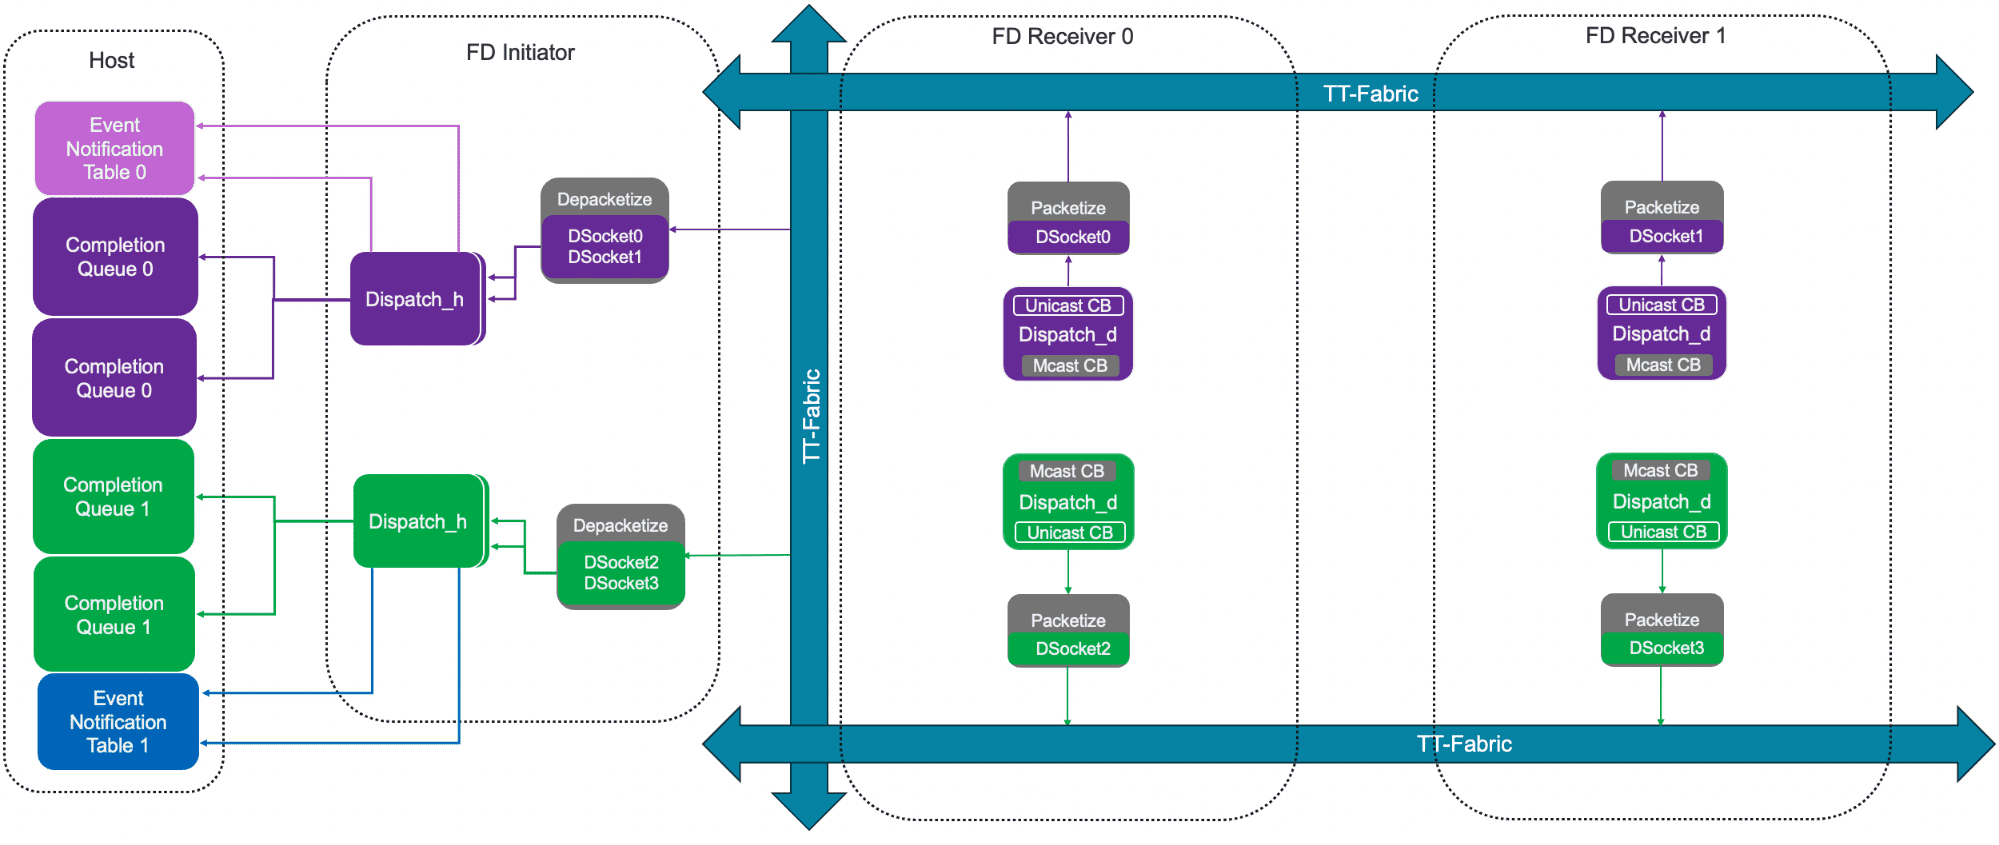 Host
Event
Notification
Table 0
Completion
Queue 0
Completion
Queue 0
Completion
Queue 1
Completion
Queue 1
Event
Notification
Table 1
FD Initiator
Depacketize
DSocket0
DSocket1
Dispatch_h
Dispatch_h
Depacketize
DSocket2
DSocket3
TT-Fabric
TT-Fabric
TT-Fabric
FD Receiver 0
Packetize
DSocket0
Unicast CB
Dispatch_d
Mcast CB
Mcast CB
Dispatch_d
Unicast CB
Packetize
DSocket2
FD Receiver 1
Packetize
DSocket1
Unicast CB
Dispatch_d
Mcast CB
Mcast CB
Dispatch_d
Unicast CB
Packetize
DSocket3